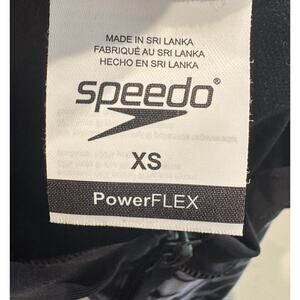 MADE IN SRI LANKA
FABRIQUÉ AU SRI LANKA
HECHO EN SRI LANKA
speedo®
XS
PowerFLEX